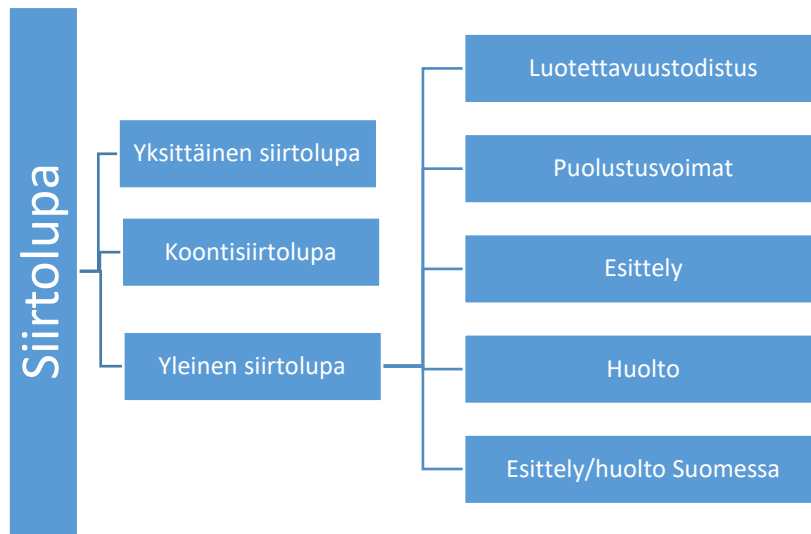 Siirtolupa
Yksittäinen siirtolupa
Koontisiirtolupa
Yleinen siirtolupa
Luotettavuustodistus
Puolustusvoimat
Esittely
Huolto
Esittely/huolto Suomessa